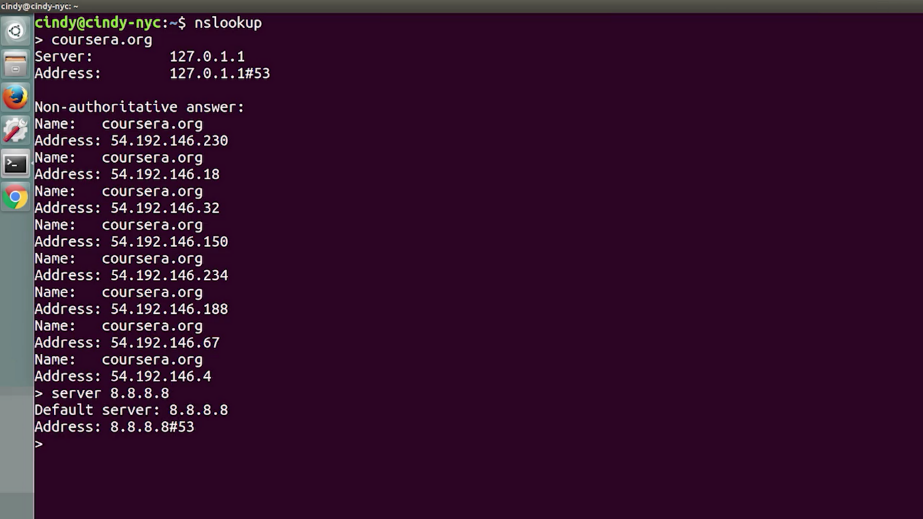 cindy@cindy-nyc: ~
cindy@cindy-nyc:~$ nslookup
> coursera.org
Server:         127.0.1.1
Address:        127.0.1.1#53

Non-authoritative answer:
Name:   coursera.org
Address: 54.192.146.230
Name:   coursera.org
Address: 54.192.146.18
Name:   coursera.org
Address: 54.192.146.32
Name:   coursera.org
Address: 54.192.146.150
Name:   coursera.org
Address: 54.192.146.234
Name:   coursera.org
Address: 54.192.146.188
Name:   coursera.org
Address: 54.192.146.67
Name:   coursera.org
Address: 54.192.146.4
> server 8.8.8.8
Default server: 8.8.8.8
Address: 8.8.8.8#53
>